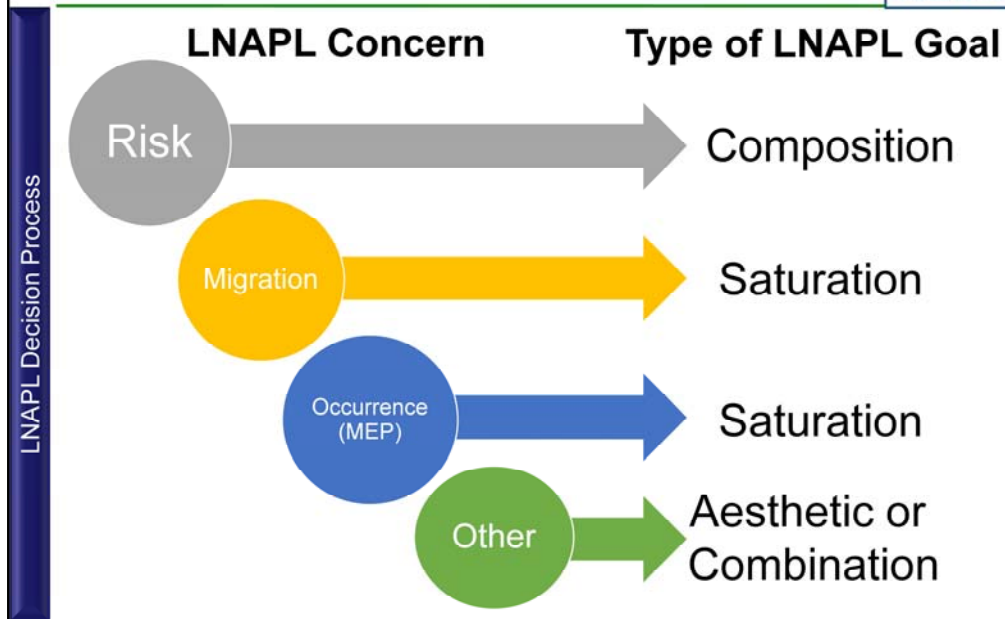 LNAPL Concern
Type of LNAPL Goal
LNAPL Decision Process
Risk
Composition
Migration
Saturation
Occurrence
(MEP)
Saturation
Other
Aesthetic or
Combination